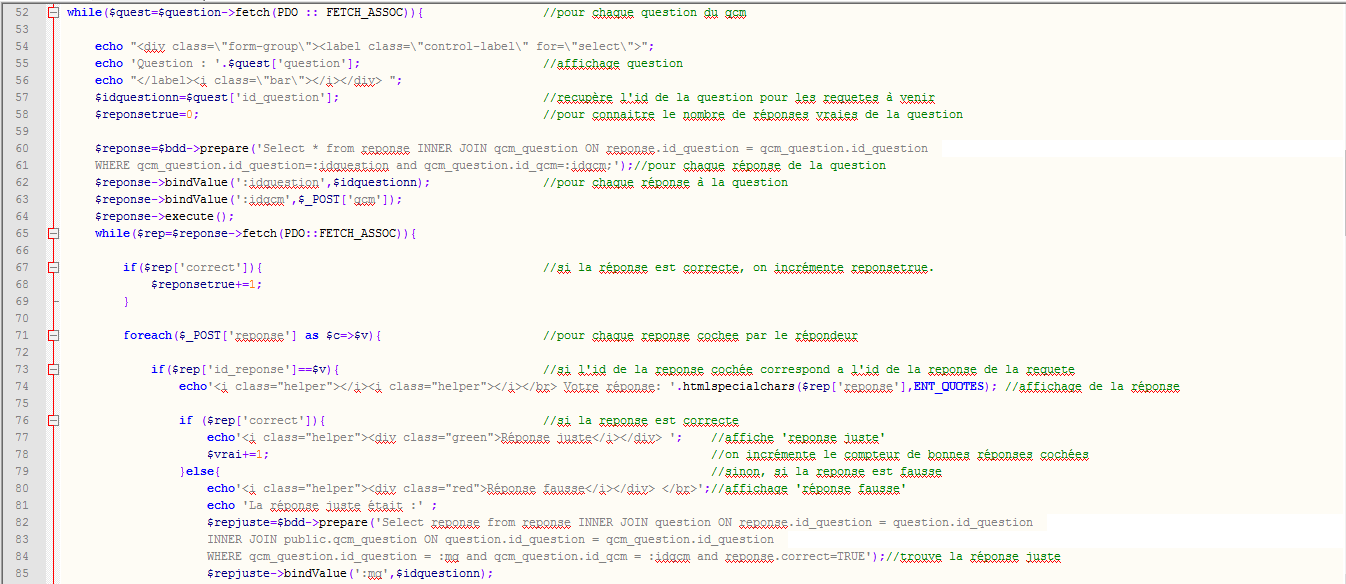 52 while($quest=$question->fetch(PDO :: FETCH_ASSOC)){ //pour chaque question du qcm
53
54 echo "<div class=\"form-group\"><label class=\"control-label\" for=\"select\">";
55 echo 'Question : '.$quest['question']; //affichage question
56 echo "</label><i class=\"bar\"></i></div> ";
57 $idquestionn=$quest['id_question']; //recupère l'id de la question pour les requetes à venir
58 $reponsetrue=0; //pour connaitre le nombre de réponses vraies de la question
59
60 $reponse=$bdd->prepare('Select * from reponse INNER JOIN qcm_question ON reponse.id_question = qcm_question.id_question
61 WHERE qcm_question.id_question=:idquestion and qcm_question.id_qcm=:idqcm;');//pour chaque réponse de la question
62 $reponse->bindValue(':idquestion',$idquestionn); //pour chaque réponse à la question
63 $reponse->bindValue(':idqcm',$_POST['qcm']);
64 $reponse->execute();
65 while($rep=$reponse->fetch(PDO::FETCH_ASSOC)){
66
67 if($rep['correct']){ //si la réponse est correcte, on incrémente reponsetrue.
68 $reponsetrue+=1;
69 }
70
71 foreach($_POST['reponse'] as $c=>$v){ //pour chaque reponse cochee par le répondeur
72
73 if($rep['id_reponse']==$v){ //si l'id de la reponse cochée correspond a l'id de la reponse de la requete
74 echo'<i class="helper"></i><i class="helper"></i></br> Votre réponse: '.htmlspecialchars($rep['reponse'],ENT_QUOTES); //affichage de la réponse
75
76 if ($rep['correct']){ //si la reponse est correcte
77 echo'<i class="helper"><div class="green">Réponse juste</i></div> '; //affiche 'reponse juste'
78 $vrai+=1; //on incrémente le compteur de bonnes réponses cochées
79 }else{ //sinon, si la reponse est fausse
80 echo'<i class="helper"><div class="red">Réponse fausse</i></div> </br>';//affichage 'réponse fausse'
81 echo 'La réponse juste était :' ;
82 $repjuste=$bdd->prepare('Select reponse from reponse INNER JOIN question ON reponse.id_question = question.id_question
83 INNER JOIN public.qcm_question ON question.id_question = qcm_question.id_question
84 WHERE qcm_question.id_question = :mq and qcm_question.id_qcm = :idqcm and reponse.correct=TRUE');//trouve la réponse juste
85 $repjuste->bindValue(':mq',$idquestionn);